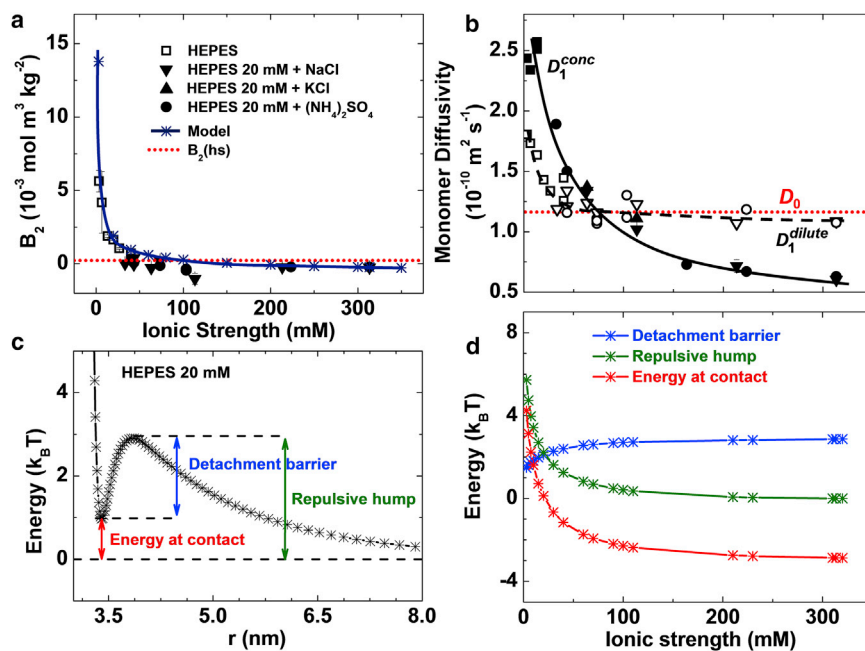 a
B₂ (10⁻³ mol m³ kg⁻²)
15
10
5
0
HEPES
HEPES 20 mM + NaCl
HEPES 20 mM + KCl
HEPES 20 mM + (NH₄)₂SO₄
Model
B₂(hs)
0 100 200 300
Ionic Strength (mM)
b
Monomer Diffusivity
(10⁻¹⁰ m² s⁻¹)
2.5
2.0
1.5
1.0
0.5
D₁ᶜᵒⁿᶜ
D₀
D₁ᵈⁱˡᵘᵗᵉ
0 100 200 300
Ionic Strength (mM)
c
HEPES 20 mM
Energy (k_BT)
4
2
0
Detachment barrier
Repulsive hump
Energy at contact
3.5 5.0 6.5 8.0
r (nm)
d
Energy (k_BT)
8
4
0
-4
Detachment barrier
Repulsive hump
Energy at contact
0 100 200 300
Ionic strength (mM)